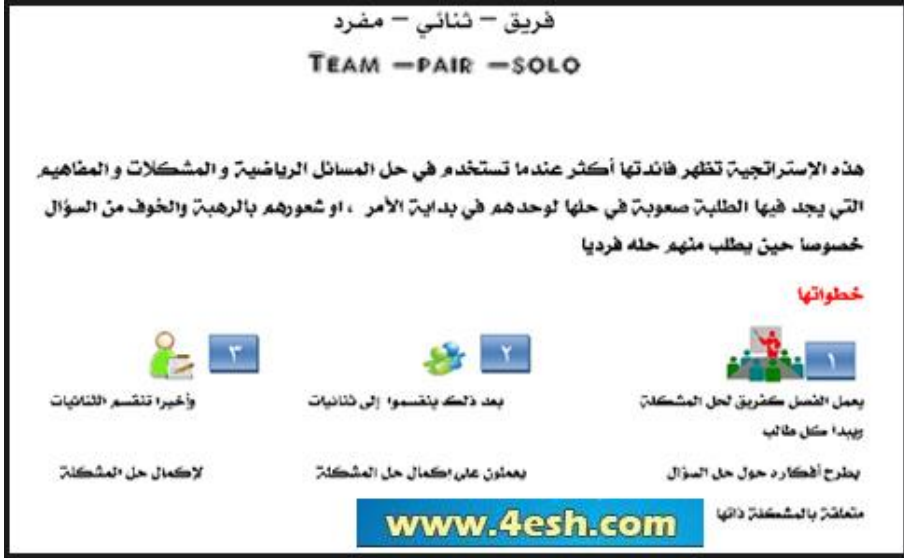 فريق – ثنائي – مفرد
TEAM –PAIR –SOLO
هذه الإستراتجية تظهر فائدتها أكثر عندما تستخدم في حل المسائل الرياضية و المشكلات و المفاهيم
التي يجد فيها الطلبة صعوبة في حلها لوحدهم في بداية الأمر ، او شعورهم بالرهبة والخوف من السؤال
خصوصا حين يطلب منهم حله فرديا
خطواتها
١
يعمل الفصل كفريق لحل المشكلة
ويبدا كل طالب
يطرح أفكاره حول حل السؤال
متعلقة بالمشكلة ذاتها
٢
بعد ذلك ينقسموا إلى ثنائيات
يعملون على إكمال حل المشكلة
٣
وأخيرا تنقسم الثنائيات
لإكمال حل المشكلة
www.4esh.com